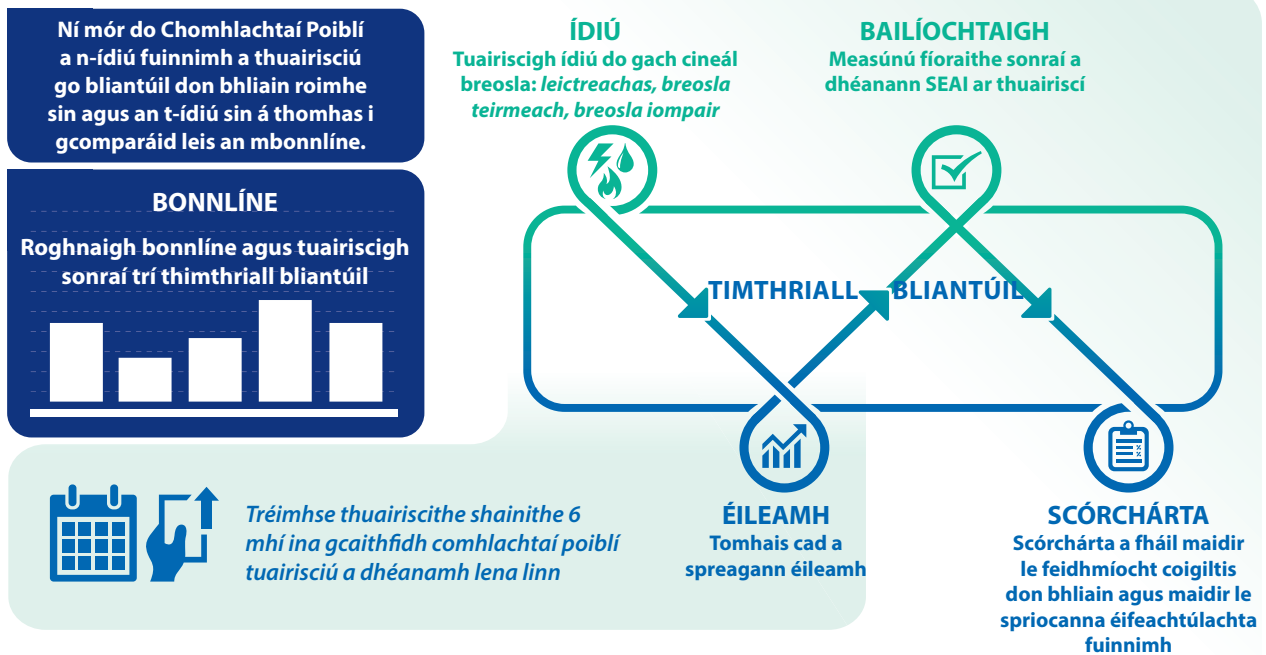 Ní mór do Chomhlachtaí Poiblí
a n-ídiú fuinnimh a thuairisciú
go bliantúil don bhliain roimhe
sin agus an t-ídiú sin á thomhas i
gcomparáid leis an mbonnlíne.
BONNLÍNE
Roghnaigh bonnlíne agus tuairiscigh
sonraí trí thimthriall bliantúil
ÍDIÚ
Tuairiscigh ídiú do gach cineál
breosla: leictreachas, breosla
teirmeach, breosla iompair
BAILÍOCHTAIGH
Measúnú fíoraithe sonraí a
dhéanann SEAI ar thuairiscí
TIMTHRIALL BLIANTÚIL
ÉILEAMH
Tomhais cad a
spreagann éileamh
SCÓRCHÁRTA
Scórchárta a fháil maidir
le feidhmíocht coigiltis
don bhliain agus maidir le
spriocanna éifeachtúlachta
fuinnimh
Tréimhse thuairiscithe shainithe 6
mhí ina gcaithfidh comhlachtaí poiblí
tuairisciú a dhéanamh lena linn